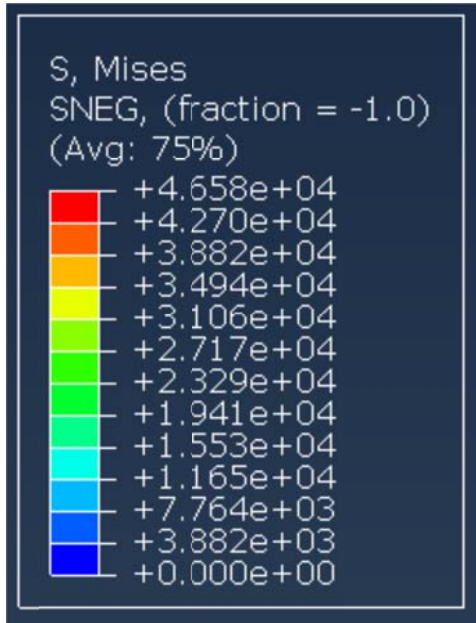 S, Mises
SNEG, (fraction = -1.0)
(Avg: 75%)
+4.658e+04
+4.270e+04
+3.882e+04
+3.494e+04
+3.106e+04
+2.717e+04
+2.329e+04
+1.941e+04
+1.553e+04
+1.165e+04
+7.764e+03
+3.882e+03
+0.000e+00